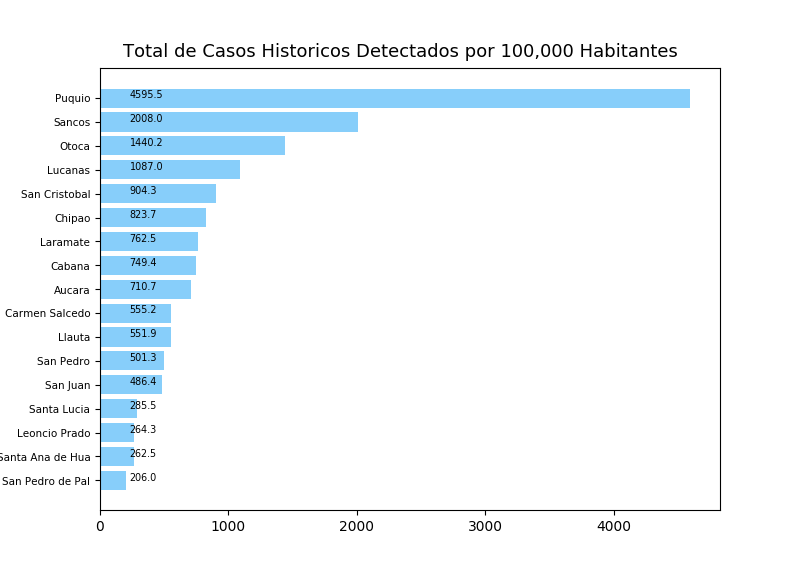 Total de Casos Historicos Detectados por 100,000 Habitantes
Puquio 4595.5
Sancos 2008.0
Otoca 1440.2
Lucanas 1087.0
San Cristobal 904.3
Chipao 823.7
Laramate 762.5
Cabana 749.4
Aucara 710.7
Carmen Salcedo 555.2
Llauta 551.9
San Pedro 501.3
San Juan 486.4
Santa Lucia 285.5
Leoncio Prado 264.3
Santa Ana de Hua 262.5
San Pedro de Pal 206.0
0 1000 2000 3000 4000